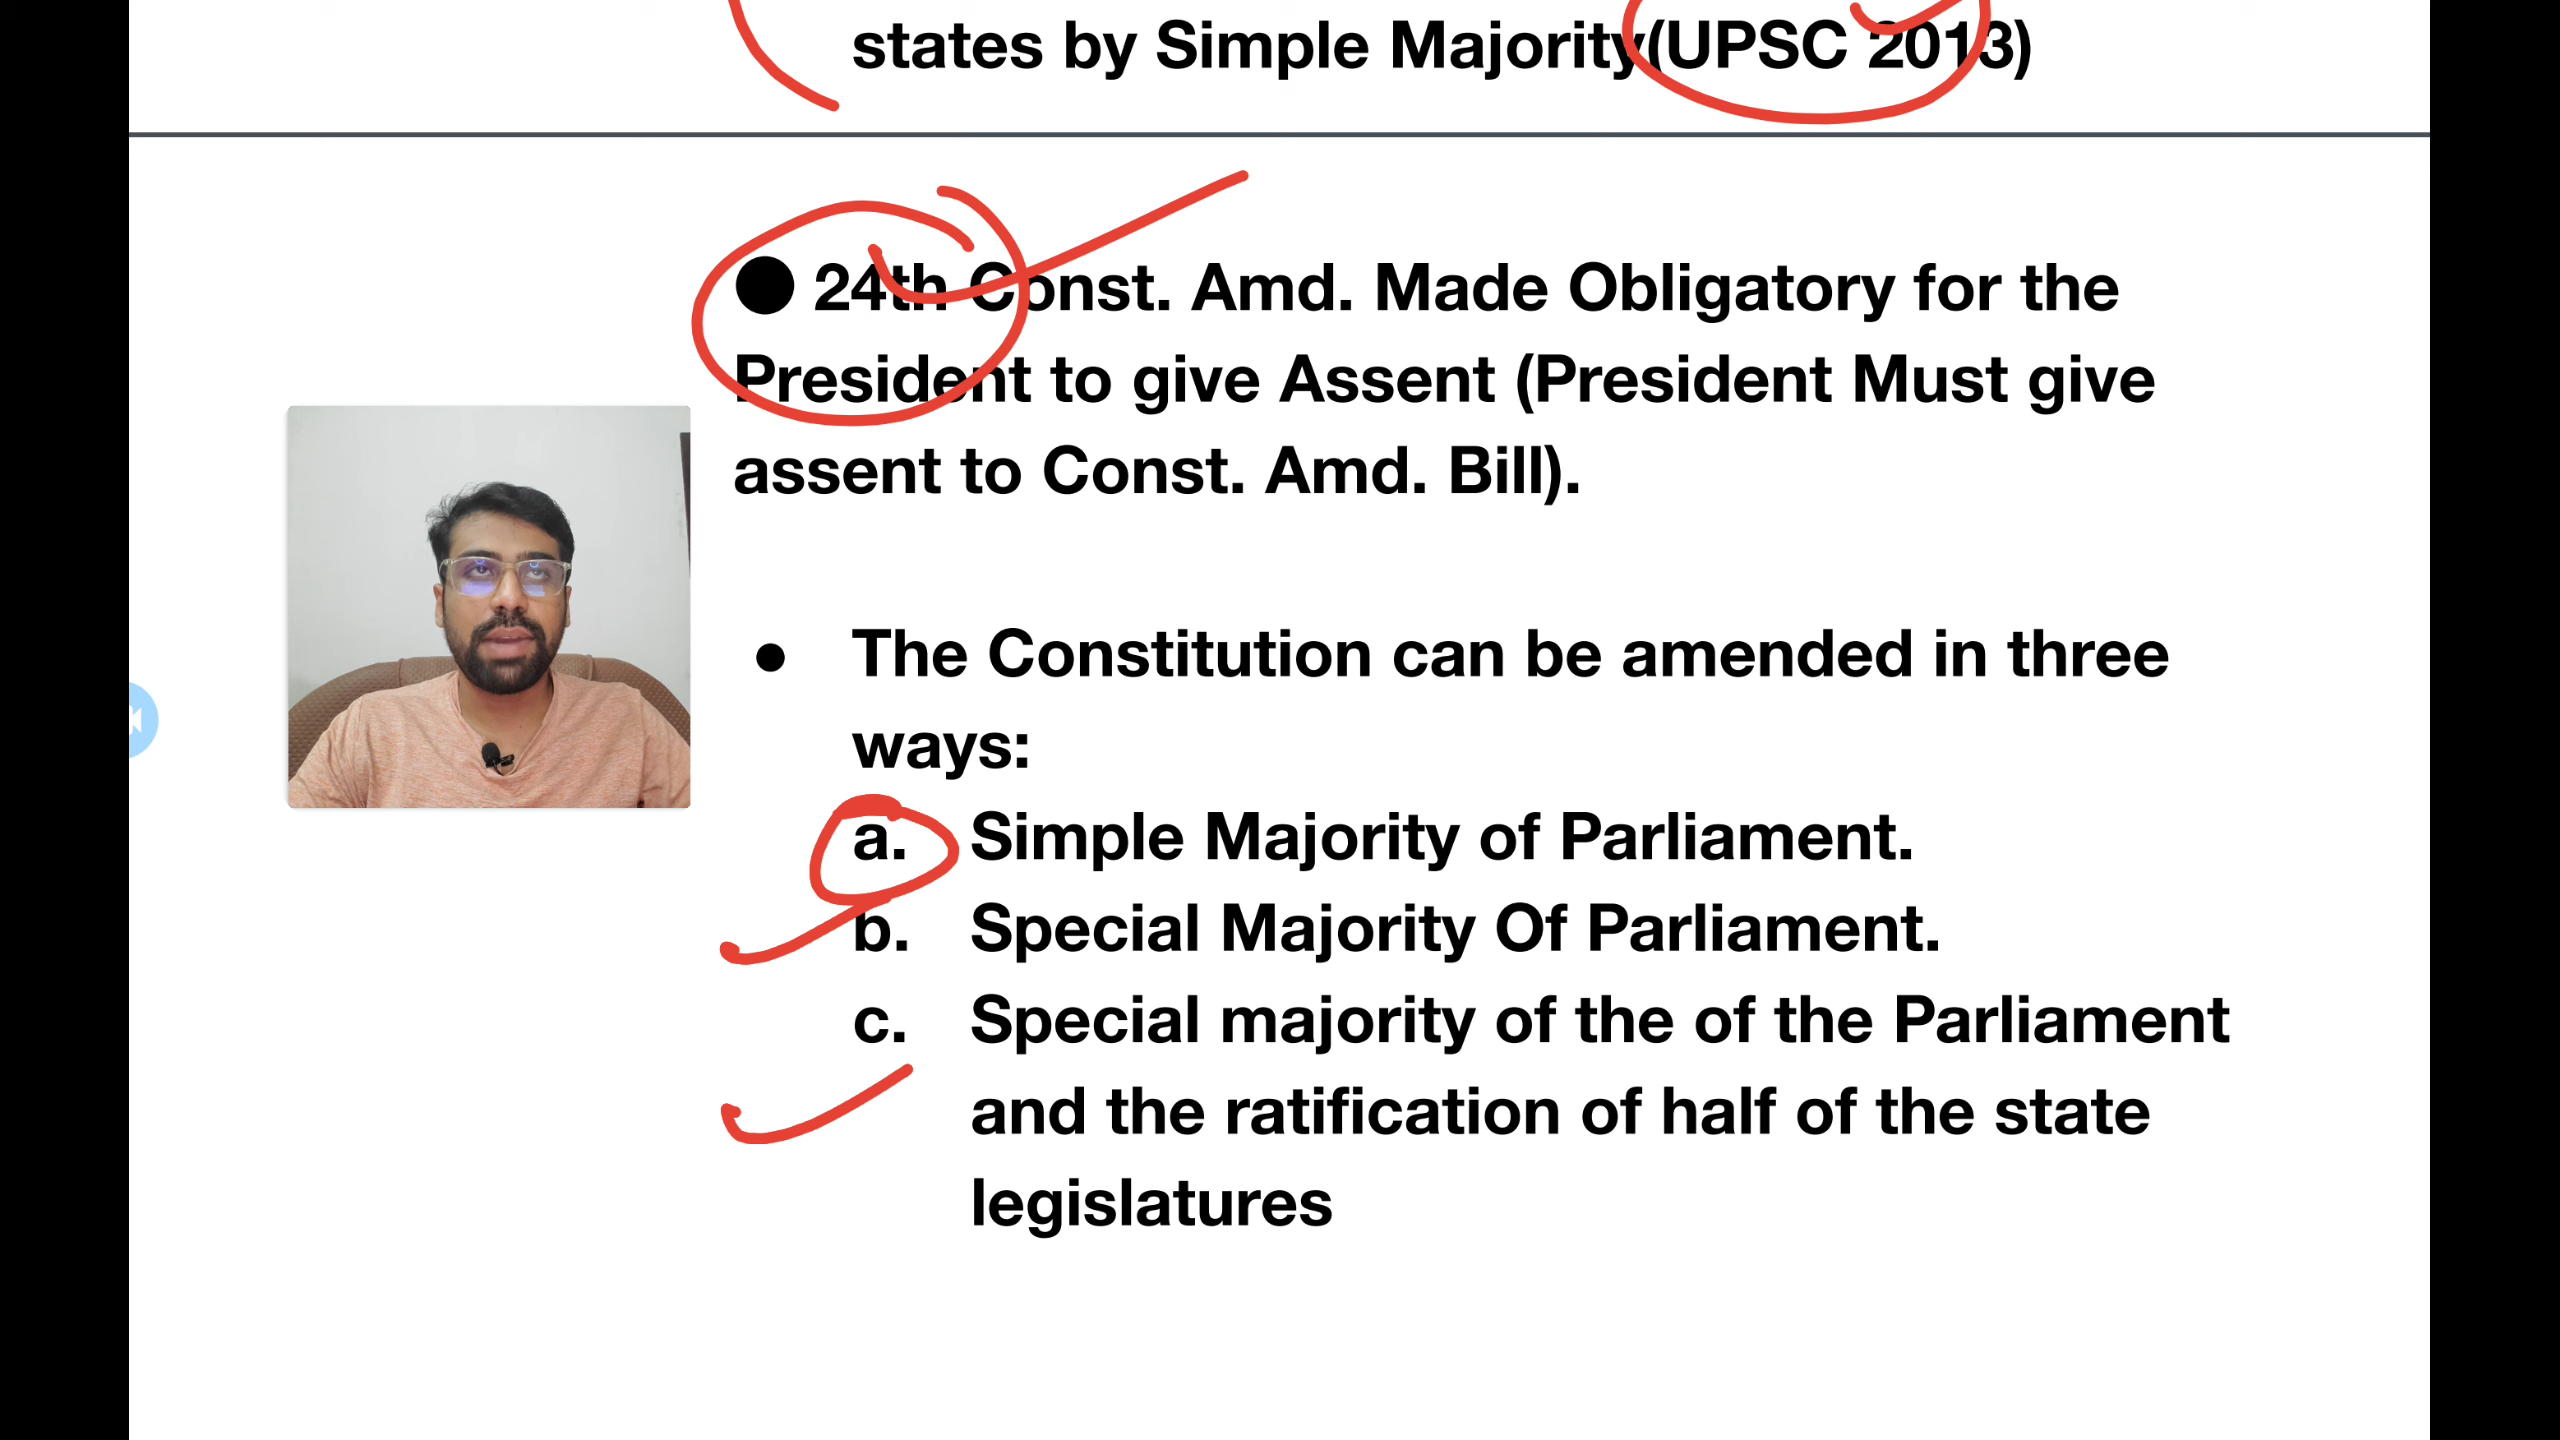 states by Simple Majority(UPSC 2013)
● 24th Const. Amd. Made Obligatory for the
President to give Assent (President Must give
assent to Const. Amd. Bill).
● The Constitution can be amended in three
ways:
a. Simple Majority of Parliament.
b. Special Majority Of Parliament.
c. Special majority of the of the Parliament
and the ratification of half of the state
legislatures